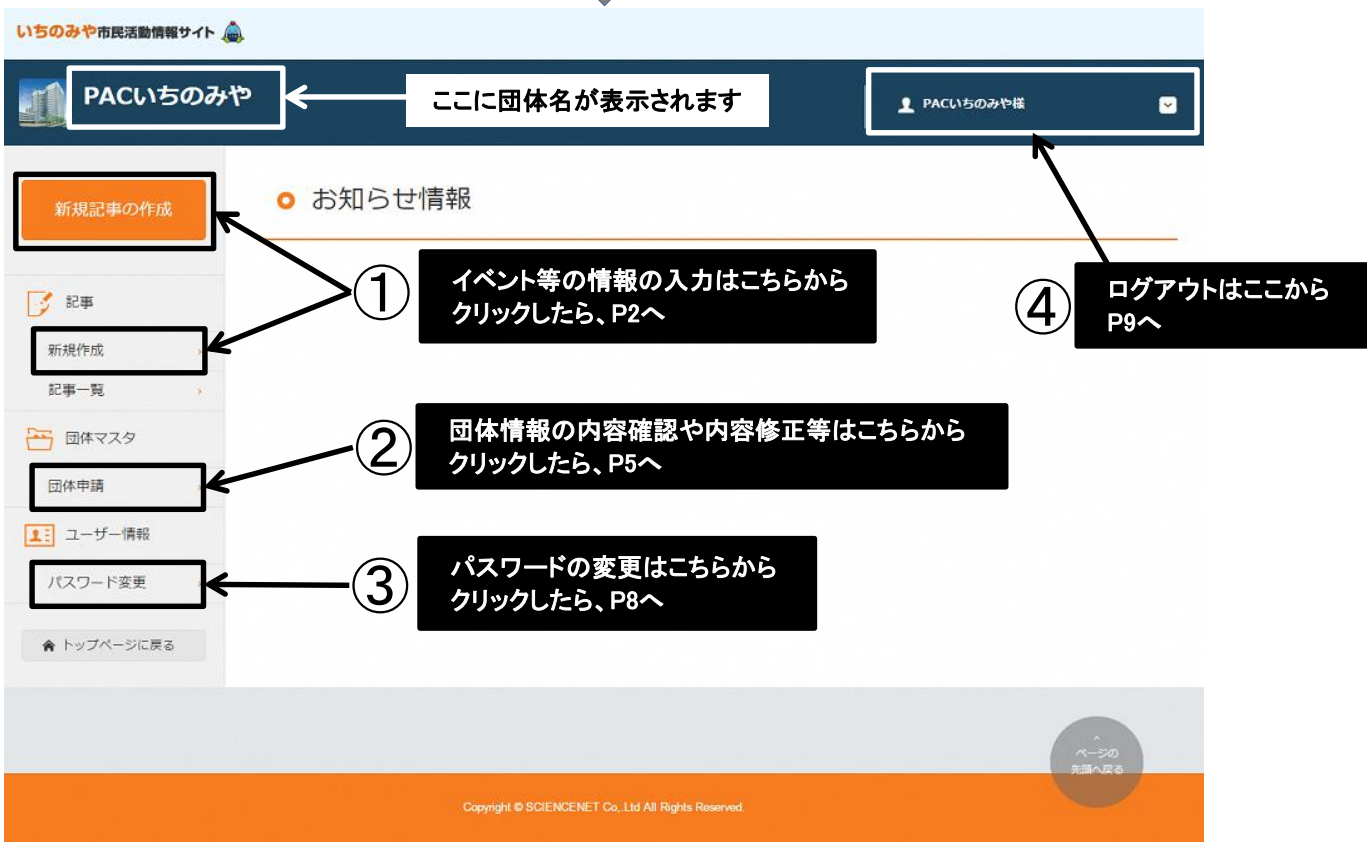 いちのみや市民活動情報サイト
PACいちのみや
ここに団体名が表示されます
PACいちのみや様
新規記事の作成
お知らせ情報
①
イベント等の情報の入力はこちらから
クリックしたら、P2へ
④
ログアウトはここから
P9へ
記事
新規作成
記事一覧
団体マスタ
②
団体情報の内容確認や内容修正等はこちらから
クリックしたら、P5へ
団体申請
ユーザー情報
③
パスワードの変更はこちらから
クリックしたら、P8へ
パスワード変更
トップページに戻る
ページの
先頭へ戻る
Copyright © SCIENCENET Co,.Ltd All Rights Reserved.